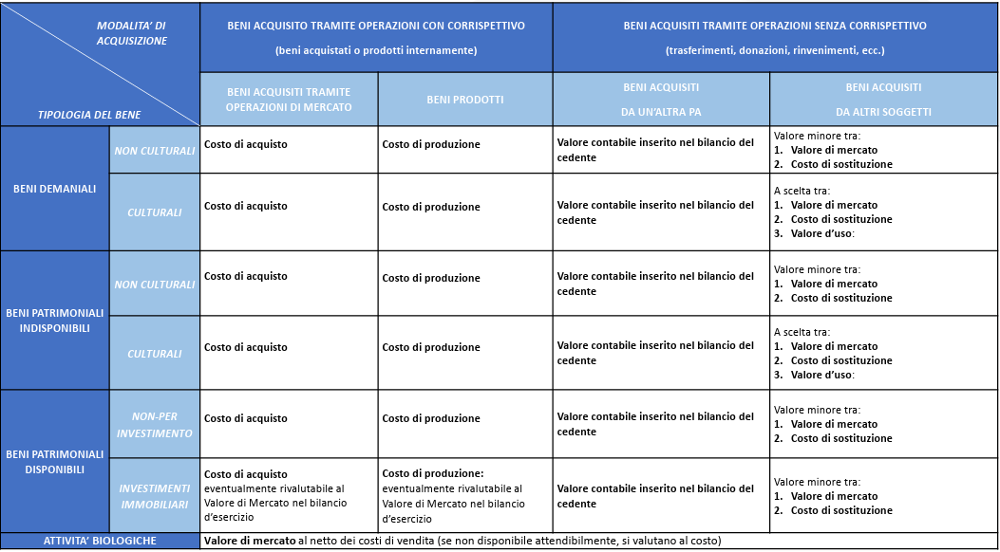 MODALITA' DI
ACQUISIZIONE
TIPOLOGIA DEL BENE
BENI ACQUISITO TRAMITE OPERAZIONI CON CORRISPETTIVO
(beni acquistati o prodotti internamente)
BENI ACQUISITI TRAMITE OPERAZIONI SENZA CORRISPETTIVO
(trasferimenti, donazioni, rinvenimenti, ecc.)
BENI ACQUISITI TRAMITE
OPERAZIONI DI MERCATO
BENI PRODOTTI
BENI ACQUISITI
DA UN'ALTRA PA
BENI ACQUISITI
DA ALTRI SOGGETTI
BENI DEMANIALI
NON CULTURALI
Costo di acquisto
Costo di produzione
Valore contabile inserito nel bilancio del
cedente
Valore minore tra:
1. Valore di mercato
2. Costo di sostituzione
CULTURALI
Costo di acquisto
Costo di produzione
Valore contabile inserito nel bilancio del
cedente
A scelta tra:
1. Valore di mercato
2. Costo di sostituzione
3. Valore d'uso:
BENI PATRIMONIALI
INDISPONIBILI
NON CULTURALI
Costo di acquisto
Costo di produzione
Valore contabile inserito nel bilancio del
cedente
Valore minore tra:
1. Valore di mercato
2. Costo di sostituzione
CULTURALI
Costo di acquisto
Costo di produzione
Valore contabile inserito nel bilancio del
cedente
A scelta tra:
1. Valore di mercato
2. Costo di sostituzione
3. Valore d'uso:
BENI PATRIMONIALI
DISPONIBILI
NON-PER
INVESTIMENTO
Costo di acquisto
Costo di produzione
Valore contabile inserito nel bilancio del
cedente
Valore minore tra:
1. Valore di mercato
2. Costo di sostituzione
INVESTIMENTI
IMMOBILIARI
Costo di acquisto
eventualmente rivalutabile al
Valore di Mercato nel bilancio
d'esercizio
Costo di produzione:
eventualmente rivalutabile al
Valore di Mercato nel bilancio
d'esercizio
Valore contabile inserito nel bilancio del
cedente
Valore minore tra:
1. Valore di mercato
2. Costo di sostituzione
ATTIVITA' BIOLOGICHE
Valore di mercato al netto dei costi di vendita (se non disponibile attendibilmente, si valutano al costo)